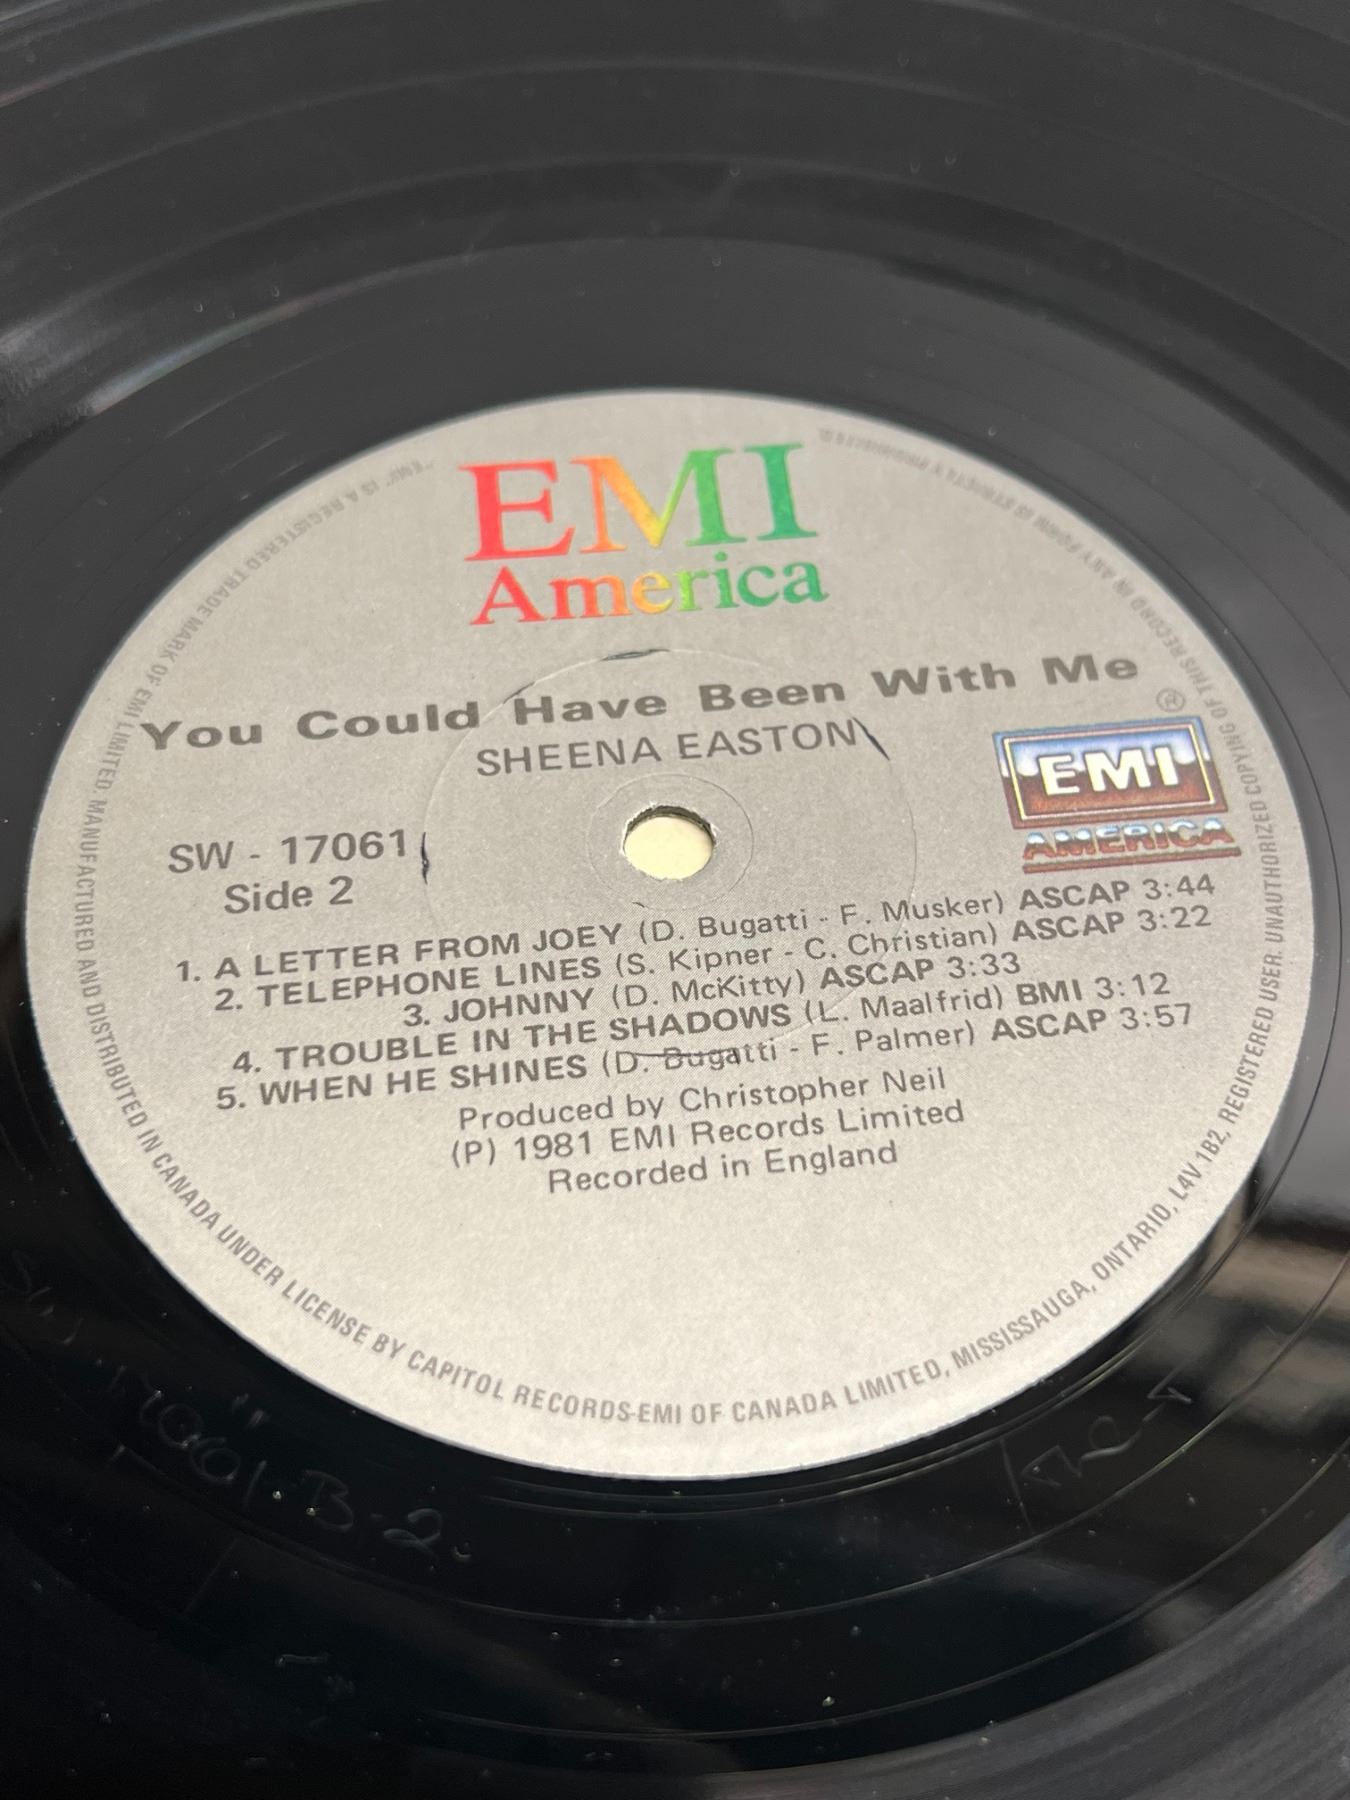 EMI
America
You Could Have Been With Me
SHEENA EASTON
®
EMI
AMERICA
SW - 17061
Side 2
1. A LETTER FROM JOEY (D. Bugatti - F. Musker) ASCAP 3:44
2. TELEPHONE LINES (S. Kipner - C. Christian) ASCAP 3:22
3. JOHNNY (D. McKitty) ASCAP 3:33
4. TROUBLE IN THE SHADOWS (L. Maalfrid) BMI 3:12
5. WHEN HE SHINES (D. Bugatti - F. Palmer) ASCAP 3:57
Produced by Christopher Neil
(P) 1981 EMI Records Limited
Recorded in England
"EMI" IS A REGISTERED TRADE MARK OF EMI LIMITED. MANUFACTURED AND DISTRIBUTED IN CANADA UNDER LICENSE BY CAPITOL RECORDS-EMI OF CANADA LIMITED, MISSISSAUGA, ONTARIO, L4V 1B2, REGISTERED USER. UNAUTHORIZED COPYING OF THIS RECORD IN ANY FORM IS STRICTLY PROHIBITED
SW 17061-B-2